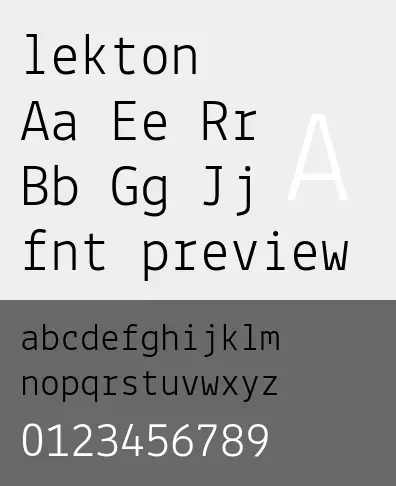 lekton
Aa Ee Rr
A
Bb Gg Jj
fnt preview
abcdefghijklm
nopqrstuvwxyz
0123456789